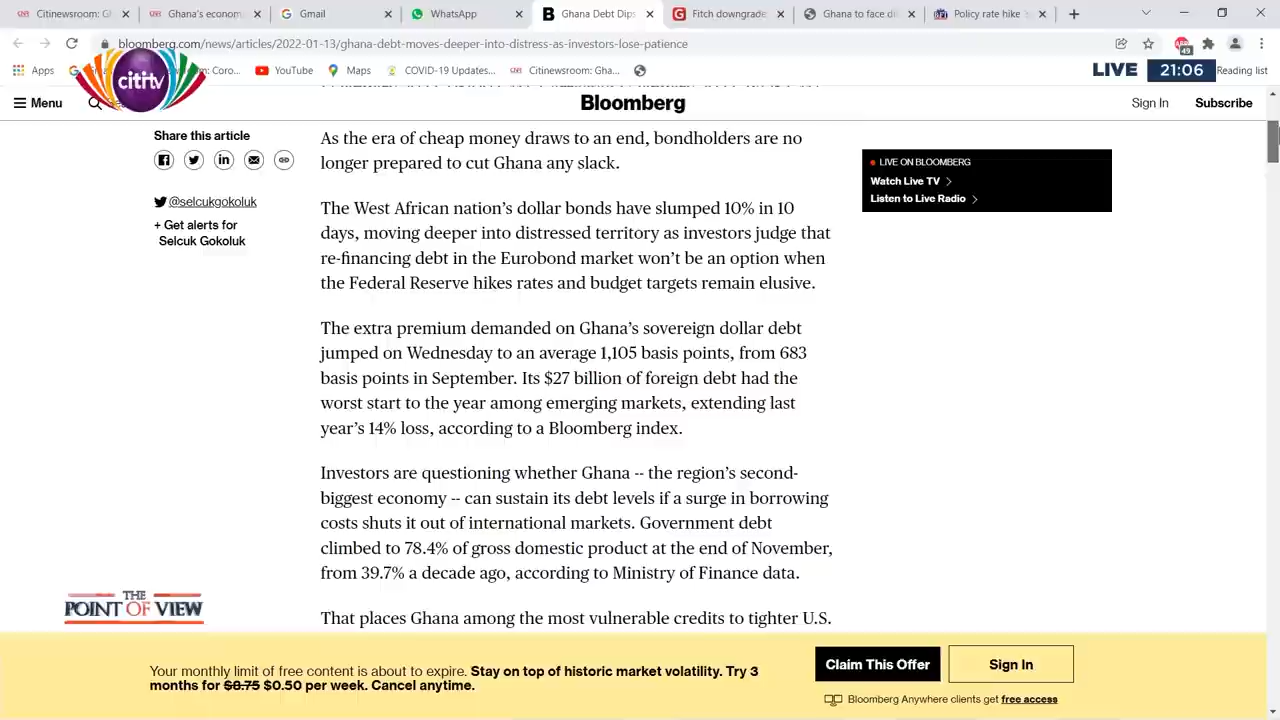 Gmail
WhatsApp
Ghana Debt Dips
Fitch downgrade
Ghana to face di
Policy rate hike
bloomberg.com/news/articles/2022-01-13/ghana-debt-moves-deeper-into-distress-as-investors-lose-patience
49
Apps
Coro...
YouTube
Maps
COVID-19 Updates...
Citinewsroom: Gha...
LIVE
21:06
Reading list
citi tv
Menu
Bloomberg
Sign In
Subscribe
Share this article
@selcukgokoluk
+ Get alerts for
Selcuk Gokoluk
As the era of cheap money draws to an end, bondholders are no
longer prepared to cut Ghana any slack.
The West African nation’s dollar bonds have slumped 10% in 10
days, moving deeper into distressed territory as investors judge that
re-financing debt in the Eurobond market won’t be an option when
the Federal Reserve hikes rates and budget targets remain elusive.
The extra premium demanded on Ghana’s sovereign dollar debt
jumped on Wednesday to an average 1,105 basis points, from 683
basis points in September. Its $27 billion of foreign debt had the
worst start to the year among emerging markets, extending last
year’s 14% loss, according to a Bloomberg index.
Investors are questioning whether Ghana -- the region’s second-
biggest economy -- can sustain its debt levels if a surge in borrowing
costs shuts it out of international markets. Government debt
climbed to 78.4% of gross domestic product at the end of November,
from 39.7% a decade ago, according to Ministry of Finance data.
That places Ghana among the most vulnerable credits to tighter U.S.
LIVE ON BLOOMBERG
Watch Live TV
Listen to Live Radio
THE
POINT OF VIEW
Your monthly limit of free content is about to expire. Stay on top of historic market volatility. Try 3
months for $0.75 $0.50 per week. Cancel anytime.
Claim This Offer
Sign In
Bloomberg Anywhere clients get free access